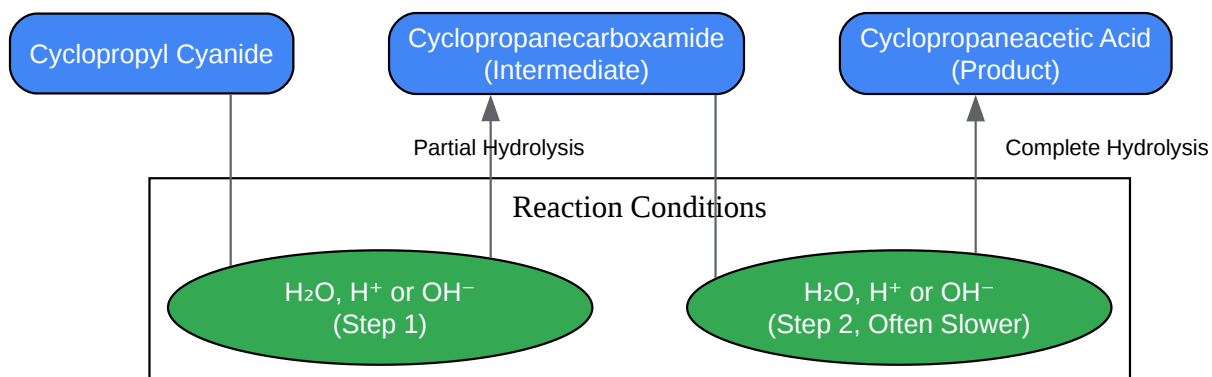 Cyclopropyl Cyanide
Cyclopropanecarboxamide
(Intermediate)
Cyclopropaneacetic Acid
(Product)
Partial Hydrolysis
Complete Hydrolysis
Reaction Conditions
H₂O, H⁺ or OH⁻
(Step 1)
H₂O, H⁺ or OH⁻
(Step 2, Often Slower)